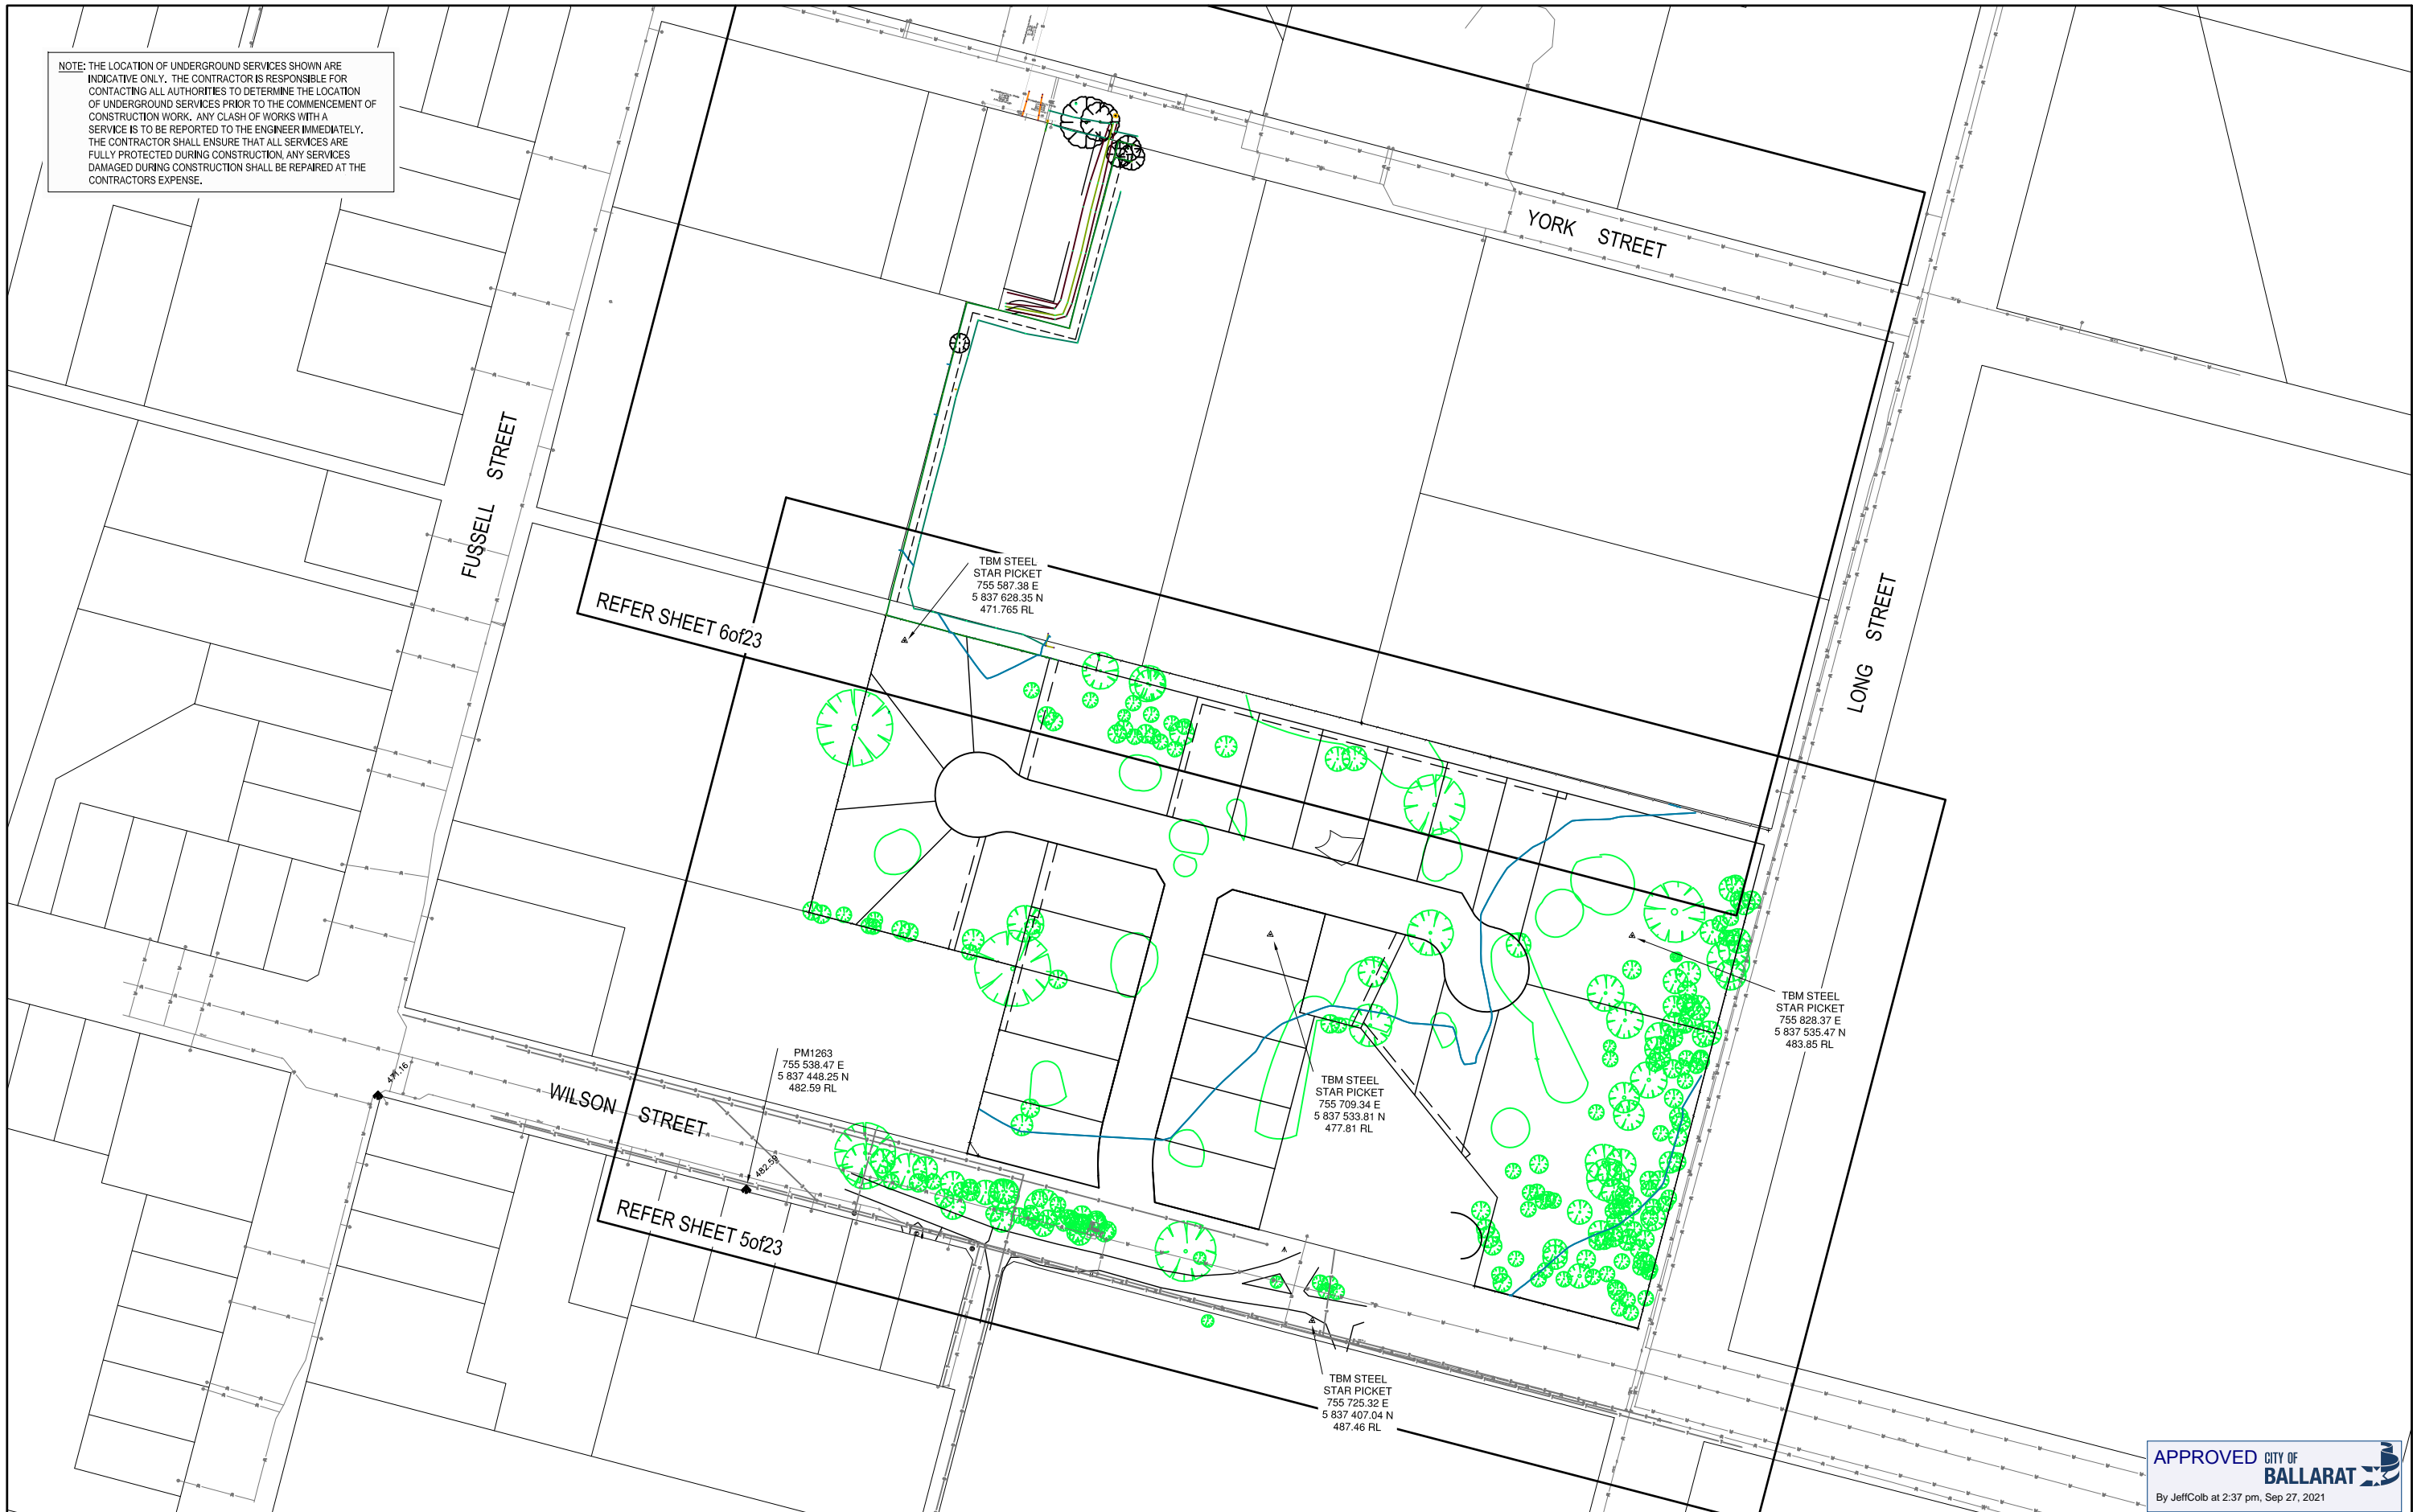 NOTE: THE LOCATION OF UNDERGROUND SERVICES SHOWN ARE
INDICATIVE ONLY. THE CONTRACTOR IS RESPONSIBLE FOR
CONTACTING ALL AUTHORITIES TO DETERMINE THE LOCATION
OF UNDERGROUND SERVICES PRIOR TO THE COMMENCEMENT OF
CONSTRUCTION WORK. ANY CLASH OF WORKS WITH A
SERVICE IS TO BE REPORTED TO THE ENGINEER IMMEDIATELY.
THE CONTRACTOR SHALL ENSURE THAT ALL SERVICES ARE
FULLY PROTECTED DURING CONSTRUCTION, ANY SERVICES
DAMAGED DURING CONSTRUCTION SHALL BE REPAIRED AT THE
CONTRACTORS EXPENSE.
YORK STREET
FUSSELL STREET
TBM STEEL
STAR PICKET
755 587.38 E
5 837 628.35 N
471.765 RL
REFER SHEET 6of23
LONG STREET
TBM STEEL
STAR PICKET
755 828.37 E
5 837 535.47 N
483.85 RL
PM1263
755 538.47 E
5 837 448.25 N
482.59 RL
471.16
WILSON STREET
TBM STEEL
STAR PICKET
755 709.34 E
5 837 533.81 N
477.81 RL
482.59
REFER SHEET 5of23
TBM STEEL
STAR PICKET
755 725.32 E
5 837 407.04 N
487.46 RL
APPROVED CITY OF
BALLARAT
By JeffColb at 2:37 pm, Sep 27, 2021